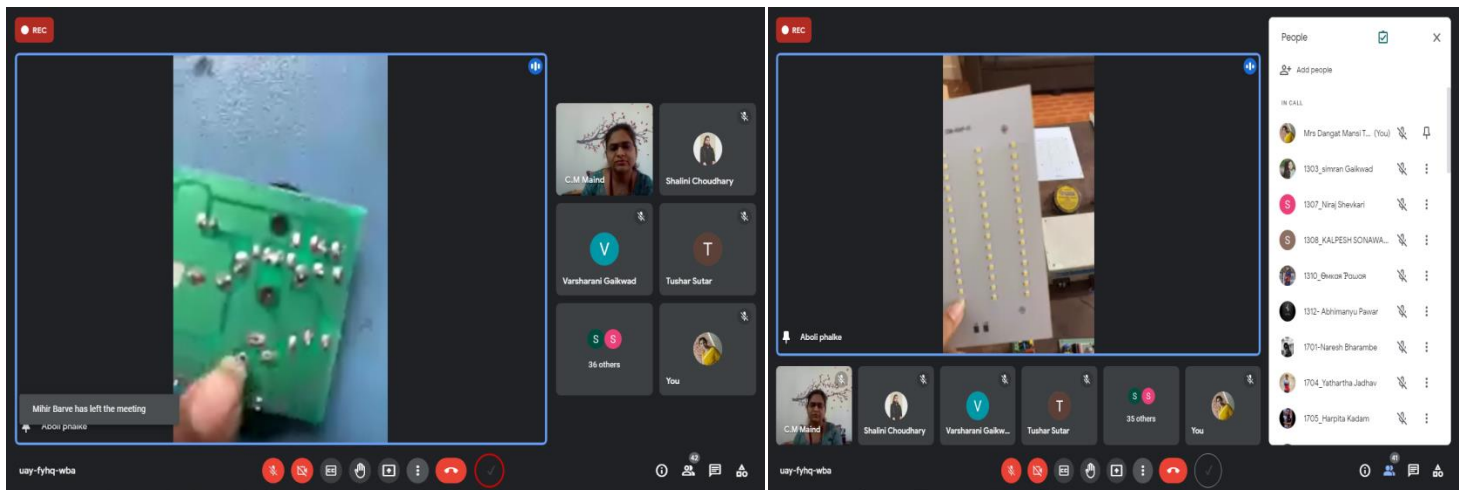 REC
C.M Maind
Shalini Choudhary
Varsharani Gaikwad
Tushar Sutar
S S
36 others
You
V
T
Mihir Barve has left the meeting
Aboli phalke
uay-fyhq-wba
42
REC
Aboli phalke
C.M Maind
Shalini Choudhary
V
Varsharani Gaikw...
T
Tushar Sutar
S S
35 others
You
uay-fyhq-wba
41
People
Add people
IN CALL
Mrs Dangat Mansi T... (You)
1303_simran Gaikwad
S
1307_Niraj Shevkari
S
1308_KALPESH SONAWA...
1312- Abhimanyu Pawar
1701-Naresh Bharambe
1704_Yathartha Jadhav
1705_Harpita Kadam